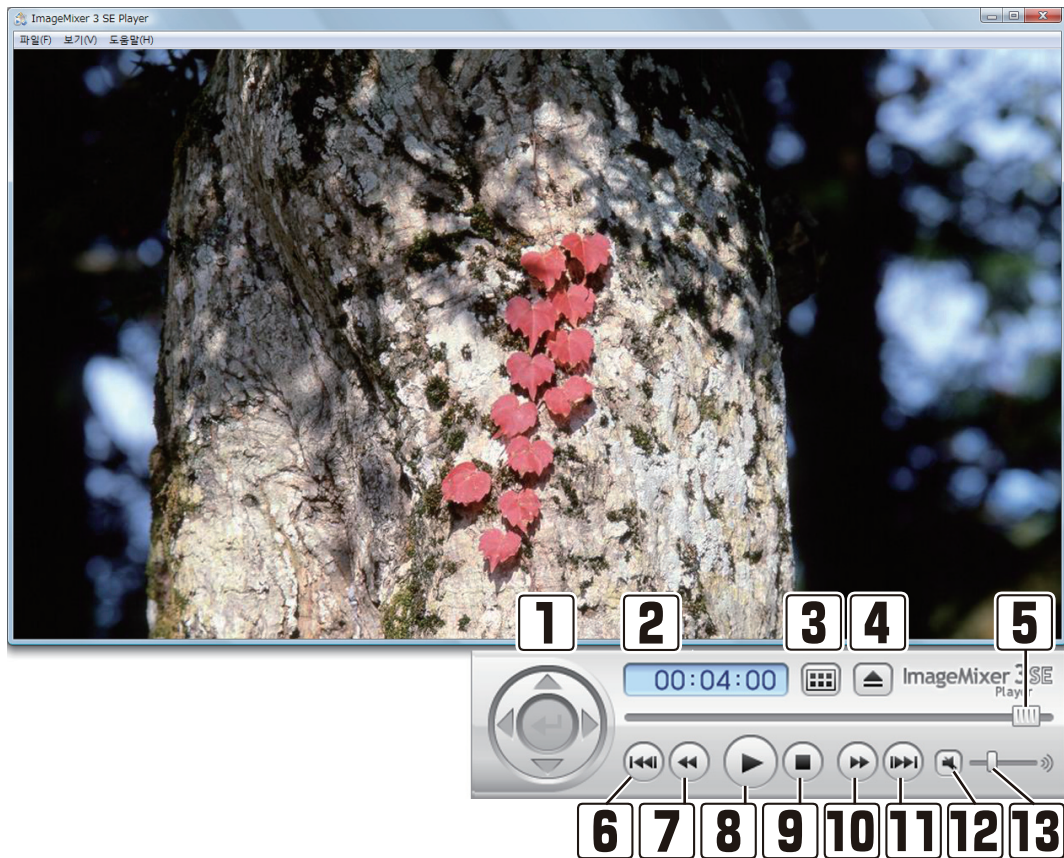 ImageMixer 3 SE Player
파일(F) 보기(V) 도움말(H)
1 2 3 4 5
00:04:00
ImageMixer 3 SE
Player
6 7 8 9 10 11 12 13